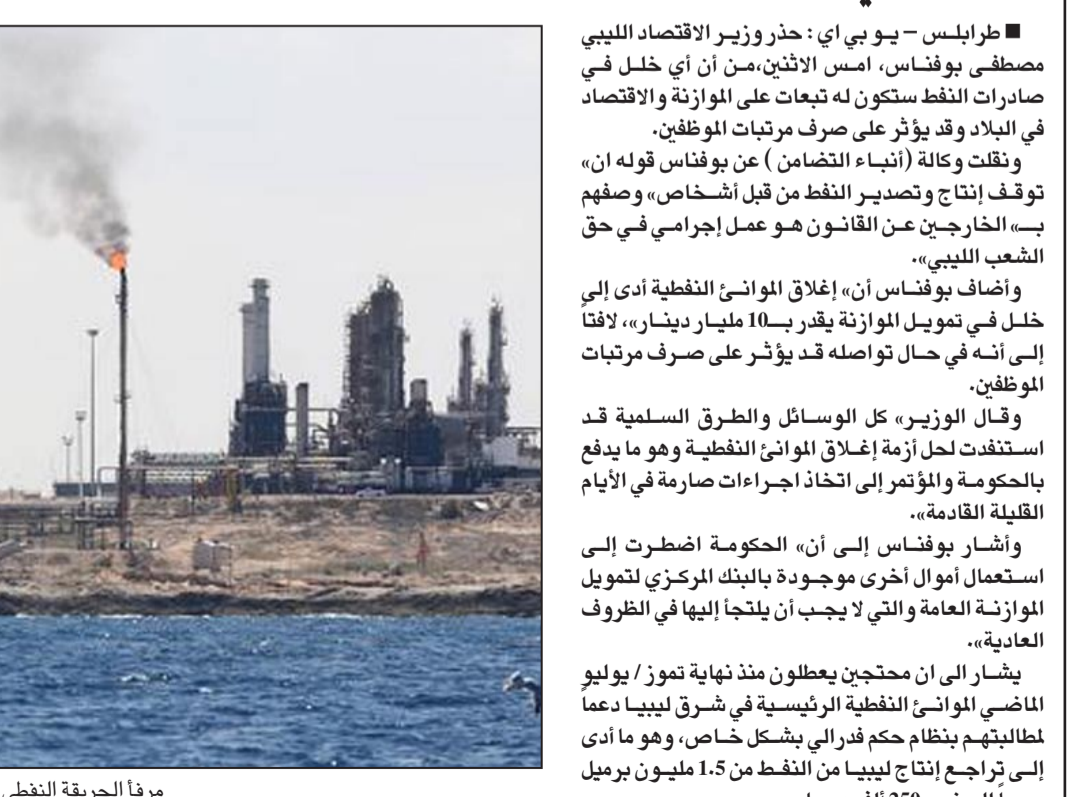 ■ طرابلس – يو بي اي : حذر وزير الاقتصاد الليبي
مصطفى بوفناس، امس الاثنين،من أن أي خلل في
صادرات النفط ستكون له تبعات على الموازنة والاقتصاد
في البلاد وقد يؤثر على صرف مرتبات الموظفين.
ونقلت وكالة (أنباء التضامن ) عن بوفناس قوله ان»
توقف إنتاج وتصدير النفط من قبل أشخاص» وصفهم
بـ» الخارجين عن القانون هو عمل إجرامي في حق
الشعب الليبي».
وأضاف بوفناس أن» إغلاق الموانئ النفطية أدى إلى
خلل في تمويل الموازنة يقدر بـ10 مليار دينار»، لافتاً
إلى أنه في حال تواصله قد يؤثر على صرف مرتبات
الموظفين.
وقال الوزير» كل الوسائل والطرق السلمية قد
استنفدت لحل أزمة إغلاق الموانئ النفطية وهو ما يدفع
بالحكومة والمؤتمر إلى اتخاذ اجراءات صارمة في الأيام
القليلة القادمة».
وأشار بوفناس إلى أن» الحكومة اضطرت إلى
استعمال أموال أخرى موجودة بالبنك المركزي لتمويل
الموازنة العامة والتي لا يجب أن يلتجأ إليها في الظروف
العادية».
يشار الى ان محتجين يعطلون منذ نهاية تموز / يوليو
الماضي الموانئ النفطية الرئيسية في شرق ليبيا دعماً
لمطالبتهم بنظام حكم فدرالي بشكل خاص، وهو ما أدى
إلى تراجع إنتاج ليبيا من النفط من 1.5 مليون برميل
مرفأ الحريقة النفطي